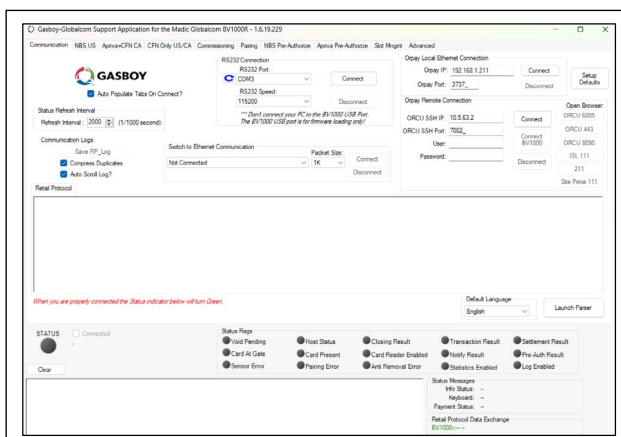 Gasboy-Globalcom Support Application for the Madic Globalcom BV1000R - 1.6.19.229
Communication NBS US Aprva+CFN CA CFN Only US/CA Commissioning Pairing NBS Pre-Authorize Aprva Pre-Authorize Slot Mngmt Advanced
GASBOY
Auto Populate Tabs On Connect?
Status Refresh Interval
Refresh Interval: 2000 (1/1000 second):
Communication Logs:
Save RP_Log
Compress Duplicates
Auto Scroll Log?
RS232 Connection
RS232 Port:
COM3
Connect
RS232 Speed:
115200
Disconnect
*** Don't connect your PC to the BV1000 USB Port.
The BV1000 USB port is for firmware loading only!
Switch to Ethernet Communication
Packet Size:
Not Connected
1K
Connect
Disconnect
Orpay Local Ethernet Connection
Orpay IP: 192.168.1.211
Connect
Orpay Port: 3737_
Disconnect
Setup Defaults
Orpay Remote Connection
ORCU SSH IP: 10.5.63.2
Connect
ORCU SSH Port: 7002_
User:
Connect BV1000
Password:
Disconnect
Open Browser:
ORCU 6005
ORCU 443
ORCU 8090
ISL 111
211
Site Prime 111
Retail Protocol
When you are properly connected the Status indicator below will turn Green.
Default Language
English
Launch Parser
STATUS
Connected
-
Clear
Status Flags
Void Pending Host Status Closing Result Transaction Result Settlement Result
Card At Gate Card Present Card Reader Enabled Notify Result Pre-Auth Result
Sensor Error Pairing Error Anti Removal Error Statistics Enabled Log Enabled
Status Messages
Info Status: --
Keyboard: --
Payment Status: --
Retail Protocol Data Exchange
BV1000<-- --